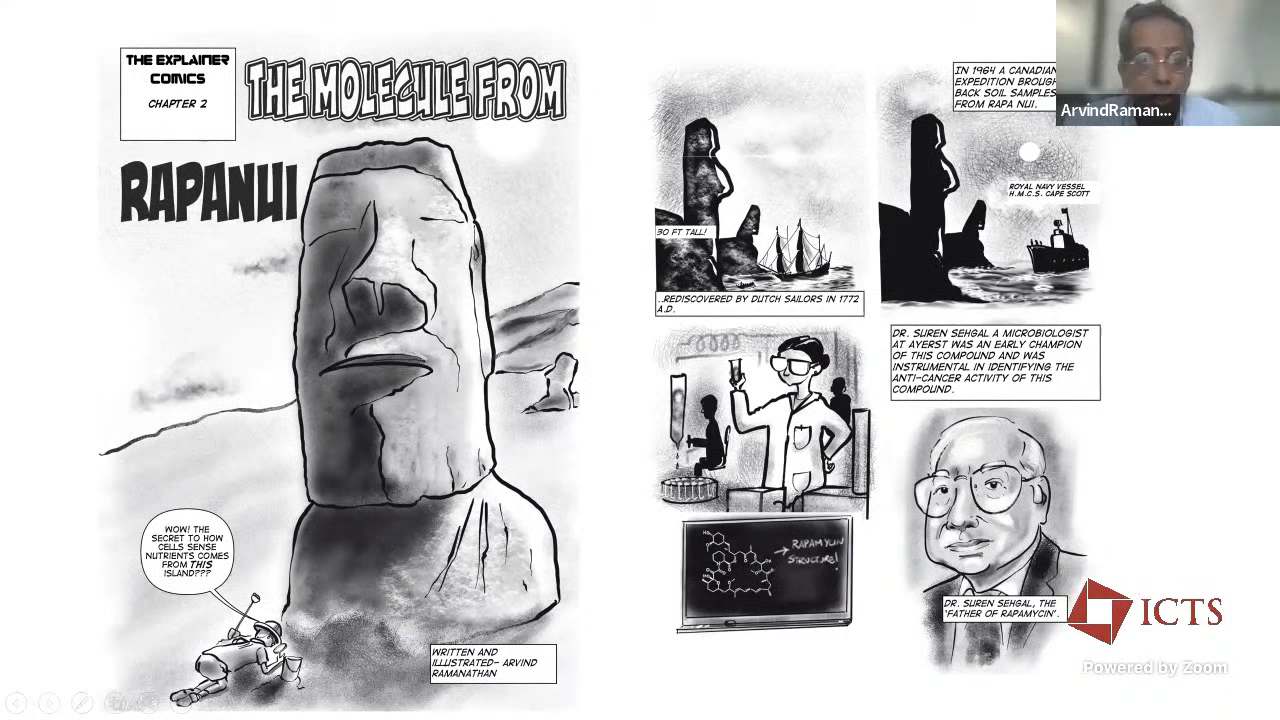 THE EXPLAINER
COMICS
CHAPTER 2
THE MOLECULE FROM
RAPANUI
WOW! THE
SECRET TO HOW
CELLS SENSE
NUTRIENTS COMES
FROM THIS
ISLAND???
WRITTEN AND
ILLUSTRATED- ARVIND
RAMANATHAN
30 FT TALL!
..REDISCOVERED BY DUTCH SAILORS IN 1772
A.D.
IN 1964 A CANADIAN
EXPEDITION BROUGH
BACK SOIL SAMPLES
FROM RAPA NUI.
ROYAL NAVY VESSEL
H.M.C.S. CAPE SCOTT
DR. SUREN SEHGAL A MICROBIOLOGIST
AT AYERST WAS AN EARLY CHAMPION
OF THIS COMPOUND AND WAS
INSTRUMENTAL IN IDENTIFYING THE
ANTI-CANCER ACTIVITY OF THIS
COMPOUND.
RAPAMYCIN
STRUCTURE!
DR. SUREN SEHGAL, THE
'FATHER OF RAPAMYCIN'.
ArvindRaman...
ICTS
Powered by Zoom